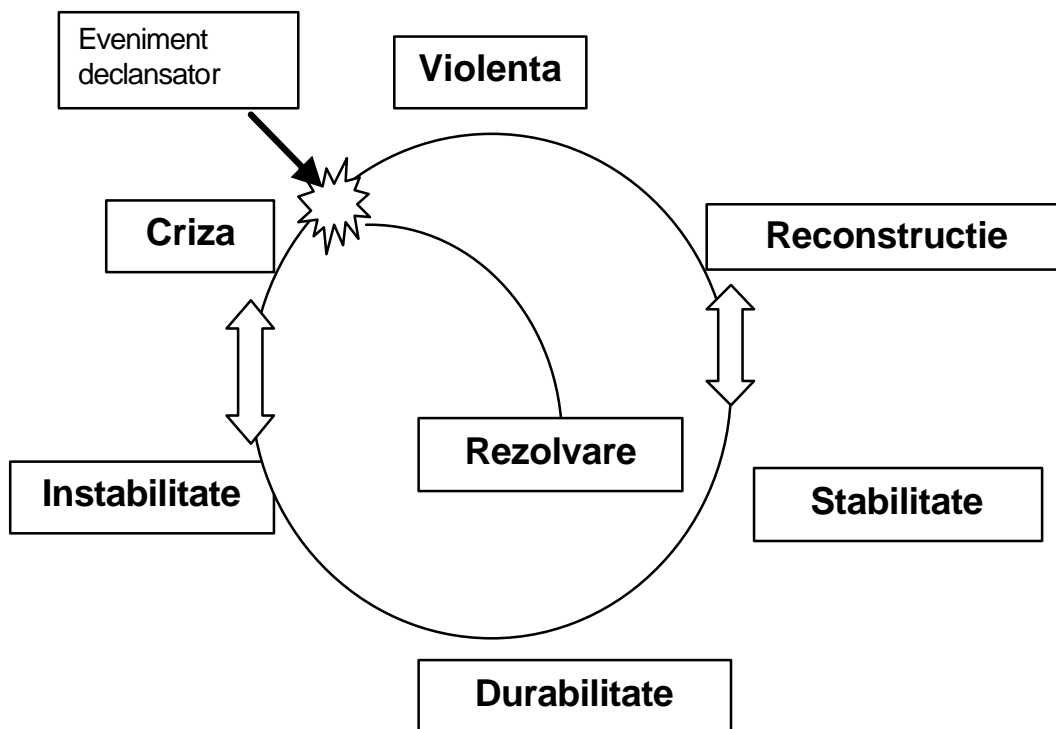 Eveniment
declansator
Violenta
Criza
Reconstructie
Rezolvare
Instabilitate
Stabilitate
Durabilitate